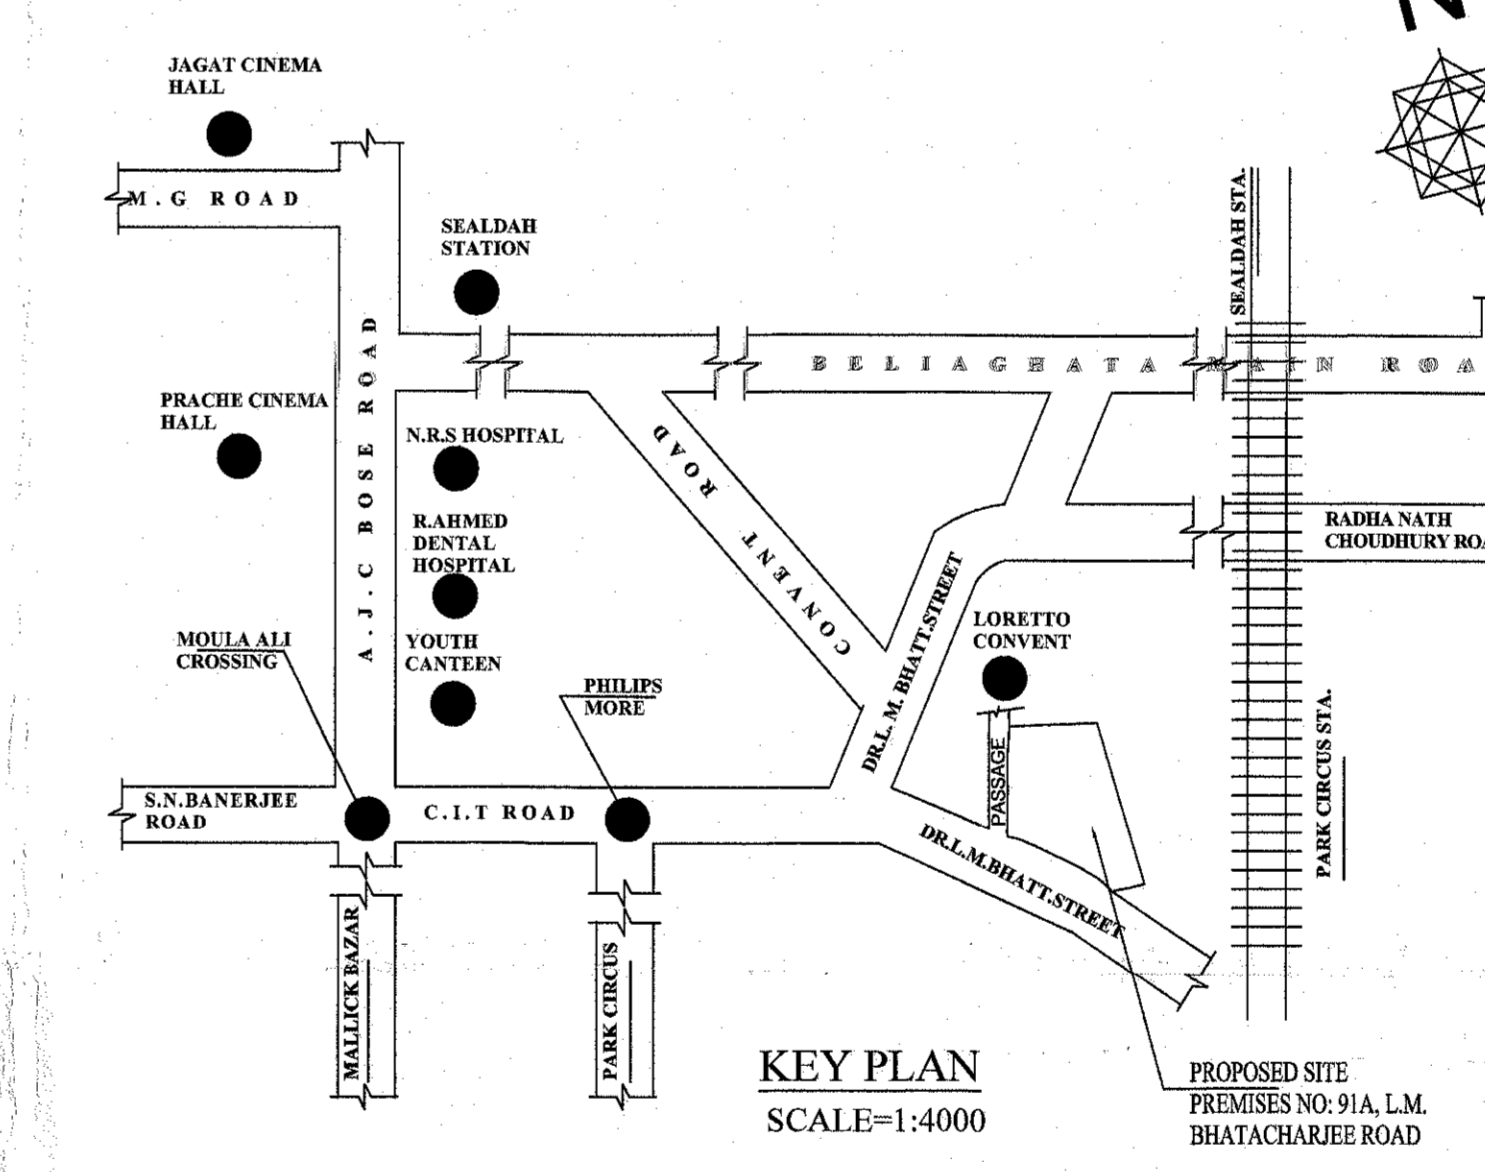 N
JAGAT CINEMA
HALL
M.G ROAD
SEALDAH
STATION
SEALDAH STA.
A.J.C BOSE ROAD
BELIAGHATA MAIN ROA
PRACHE CINEMA
HALL
N.R.S HOSPITAL
CONVENT ROAD
R.AHMED
DENTAL
HOSPITAL
RADHA NATH
CHOUDHURY ROA
DR.L. M. BHATT.STREET
LORETTO
CONVENT
MOULA ALI
CROSSING
YOUTH
CANTEEN
PHILIPS
MORE
PASSAGE
PARK CIRCUS STA.
S.N.BANERJEE
ROAD
C.I.T ROAD
DR.L.M.BHATT.STREET
MALLICK BAZAR
PARK CIRCUS
KEY PLAN
SCALE=1:4000
PROPOSED SITE
PREMISES NO: 91A, L.M.
BHATACHARJEE ROAD